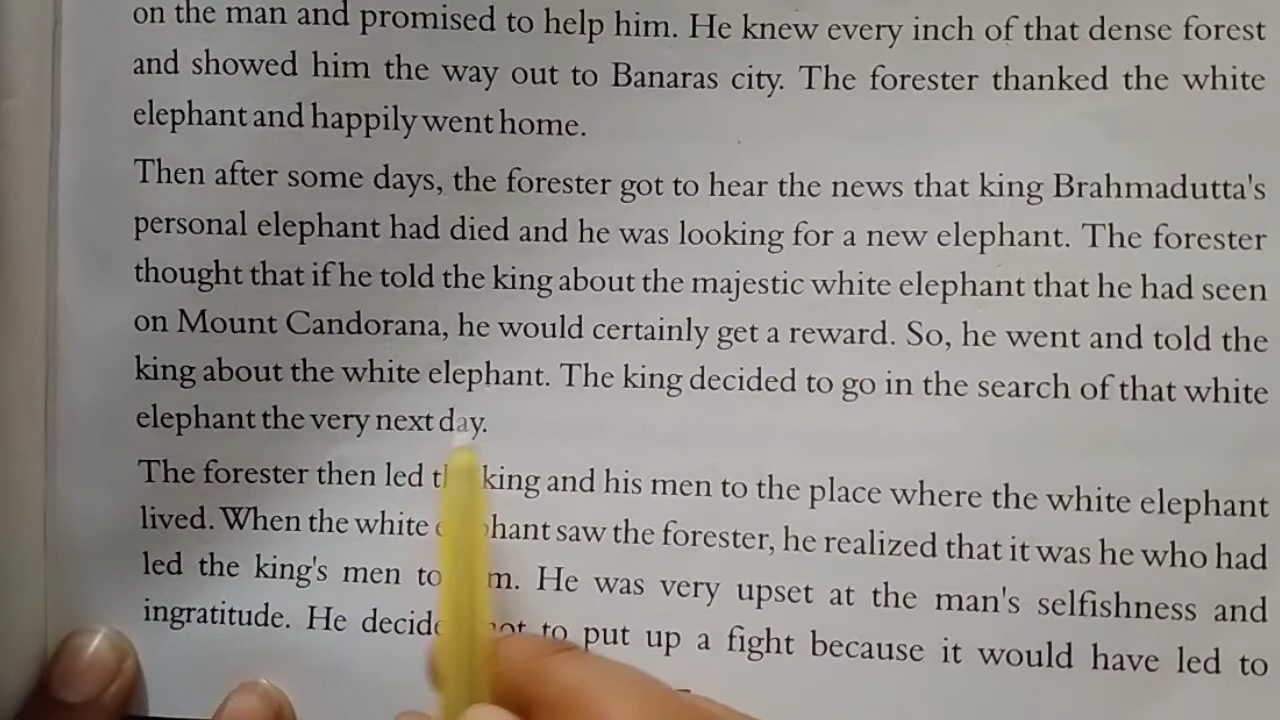 on the man and promised to help him. He knew every inch of that dense forest
and showed him the way out to Banaras city. The forester thanked the white
elephant and happily went home.
Then after some days, the forester got to hear the news that king Brahmadutta's
personal elephant had died and he was looking for a new elephant. The forester
thought that if he told the king about the majestic white elephant that he had seen
on Mount Candorana, he would certainly get a reward. So, he went and told the
king about the white elephant. The king decided to go in the search of that white
elephant the very next day.
The forester then led king and his men to the place where the white elephant
lived. When the white saw the forester, he realized that it was he who had
led the king's men to He was very upset at the man's selfishness and
ingratitude. He to put up a fight because it would have led to